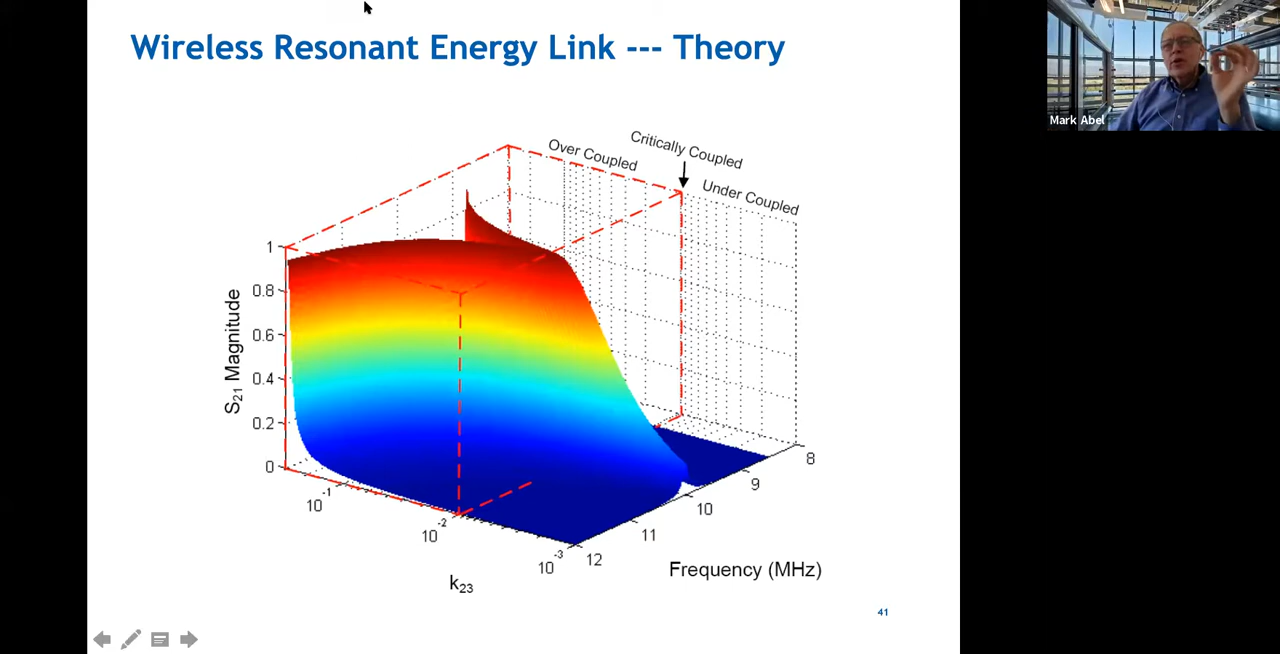 Wireless Resonant Energy Link --- Theory
Mark Abel
Over Coupled
Critically Coupled
Under Coupled
1
0.8
0.6
0.4
0.2
0
S21 Magnitude
10-1
10-2
10-3
k23
8
9
10
11
12
Frequency (MHz)
41